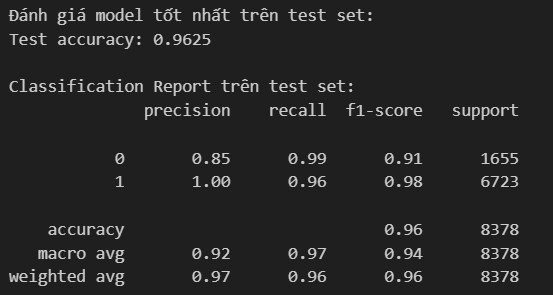 Đánh giá model tốt nhất trên test set:
Test accuracy: 0.9625
Classification Report trên test set:
precision recall f1-score support
0 0.85 0.99 0.91 1655
1 1.00 0.96 0.98 6723
accuracy 0.96 8378
macro avg 0.92 0.97 0.94 8378
weighted avg 0.97 0.96 0.96 8378